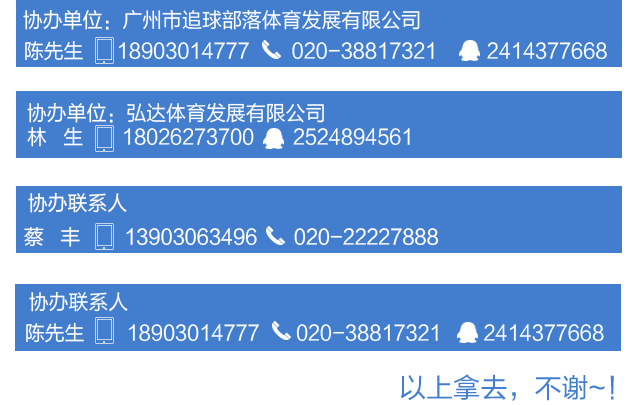 协办单位：广州市追球部落体育发展有限公司
陈先生 18903014777 020-38817321 2414377668
协办单位：弘达体育发展有限公司
林 生 18026273700 2524894561
协办联系人
蔡 丰 13903063496 020-22227888
协办联系人
陈先生 18903014777 020-38817321 2414377668
以上拿去，不谢~！